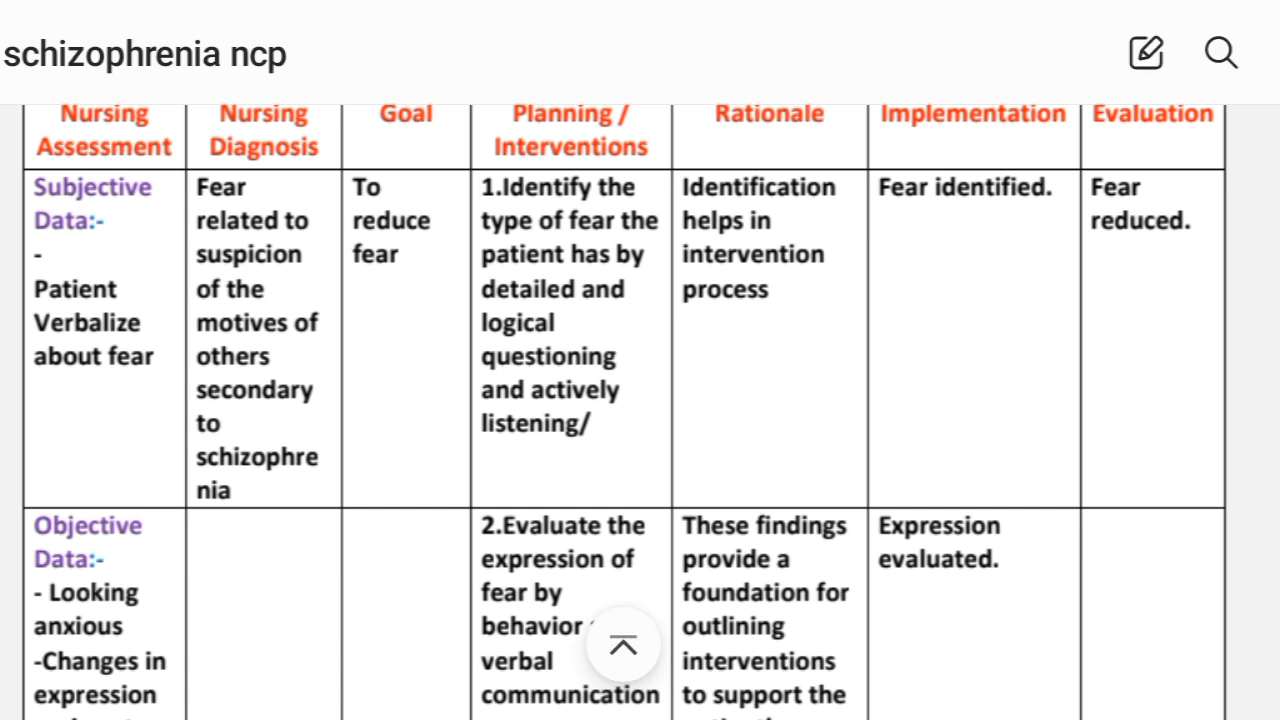 schizophrenia ncp
Nursing
Assessment
Nursing
Diagnosis
Goal
Planning /
Interventions
Rationale
Implementation
Evaluation
Subjective
Data:-
-
Patient
Verbalize
about fear
Fear
related to
suspicion
of the
motives of
others
secondary
to
schizophre
nia
To
reduce
fear
1.Identify the
type of fear the
patient has by
detailed and
logical
questioning
and actively
listening/
Identification
helps in
intervention
process
Fear identified.
Fear
reduced.
Objective
Data:-
- Looking
anxious
-Changes in
expression
2.Evaluate the
expression of
fear by
behavior
verbal
communication
These findings
provide a
foundation for
outlining
interventions
to support the
Expression
evaluated.